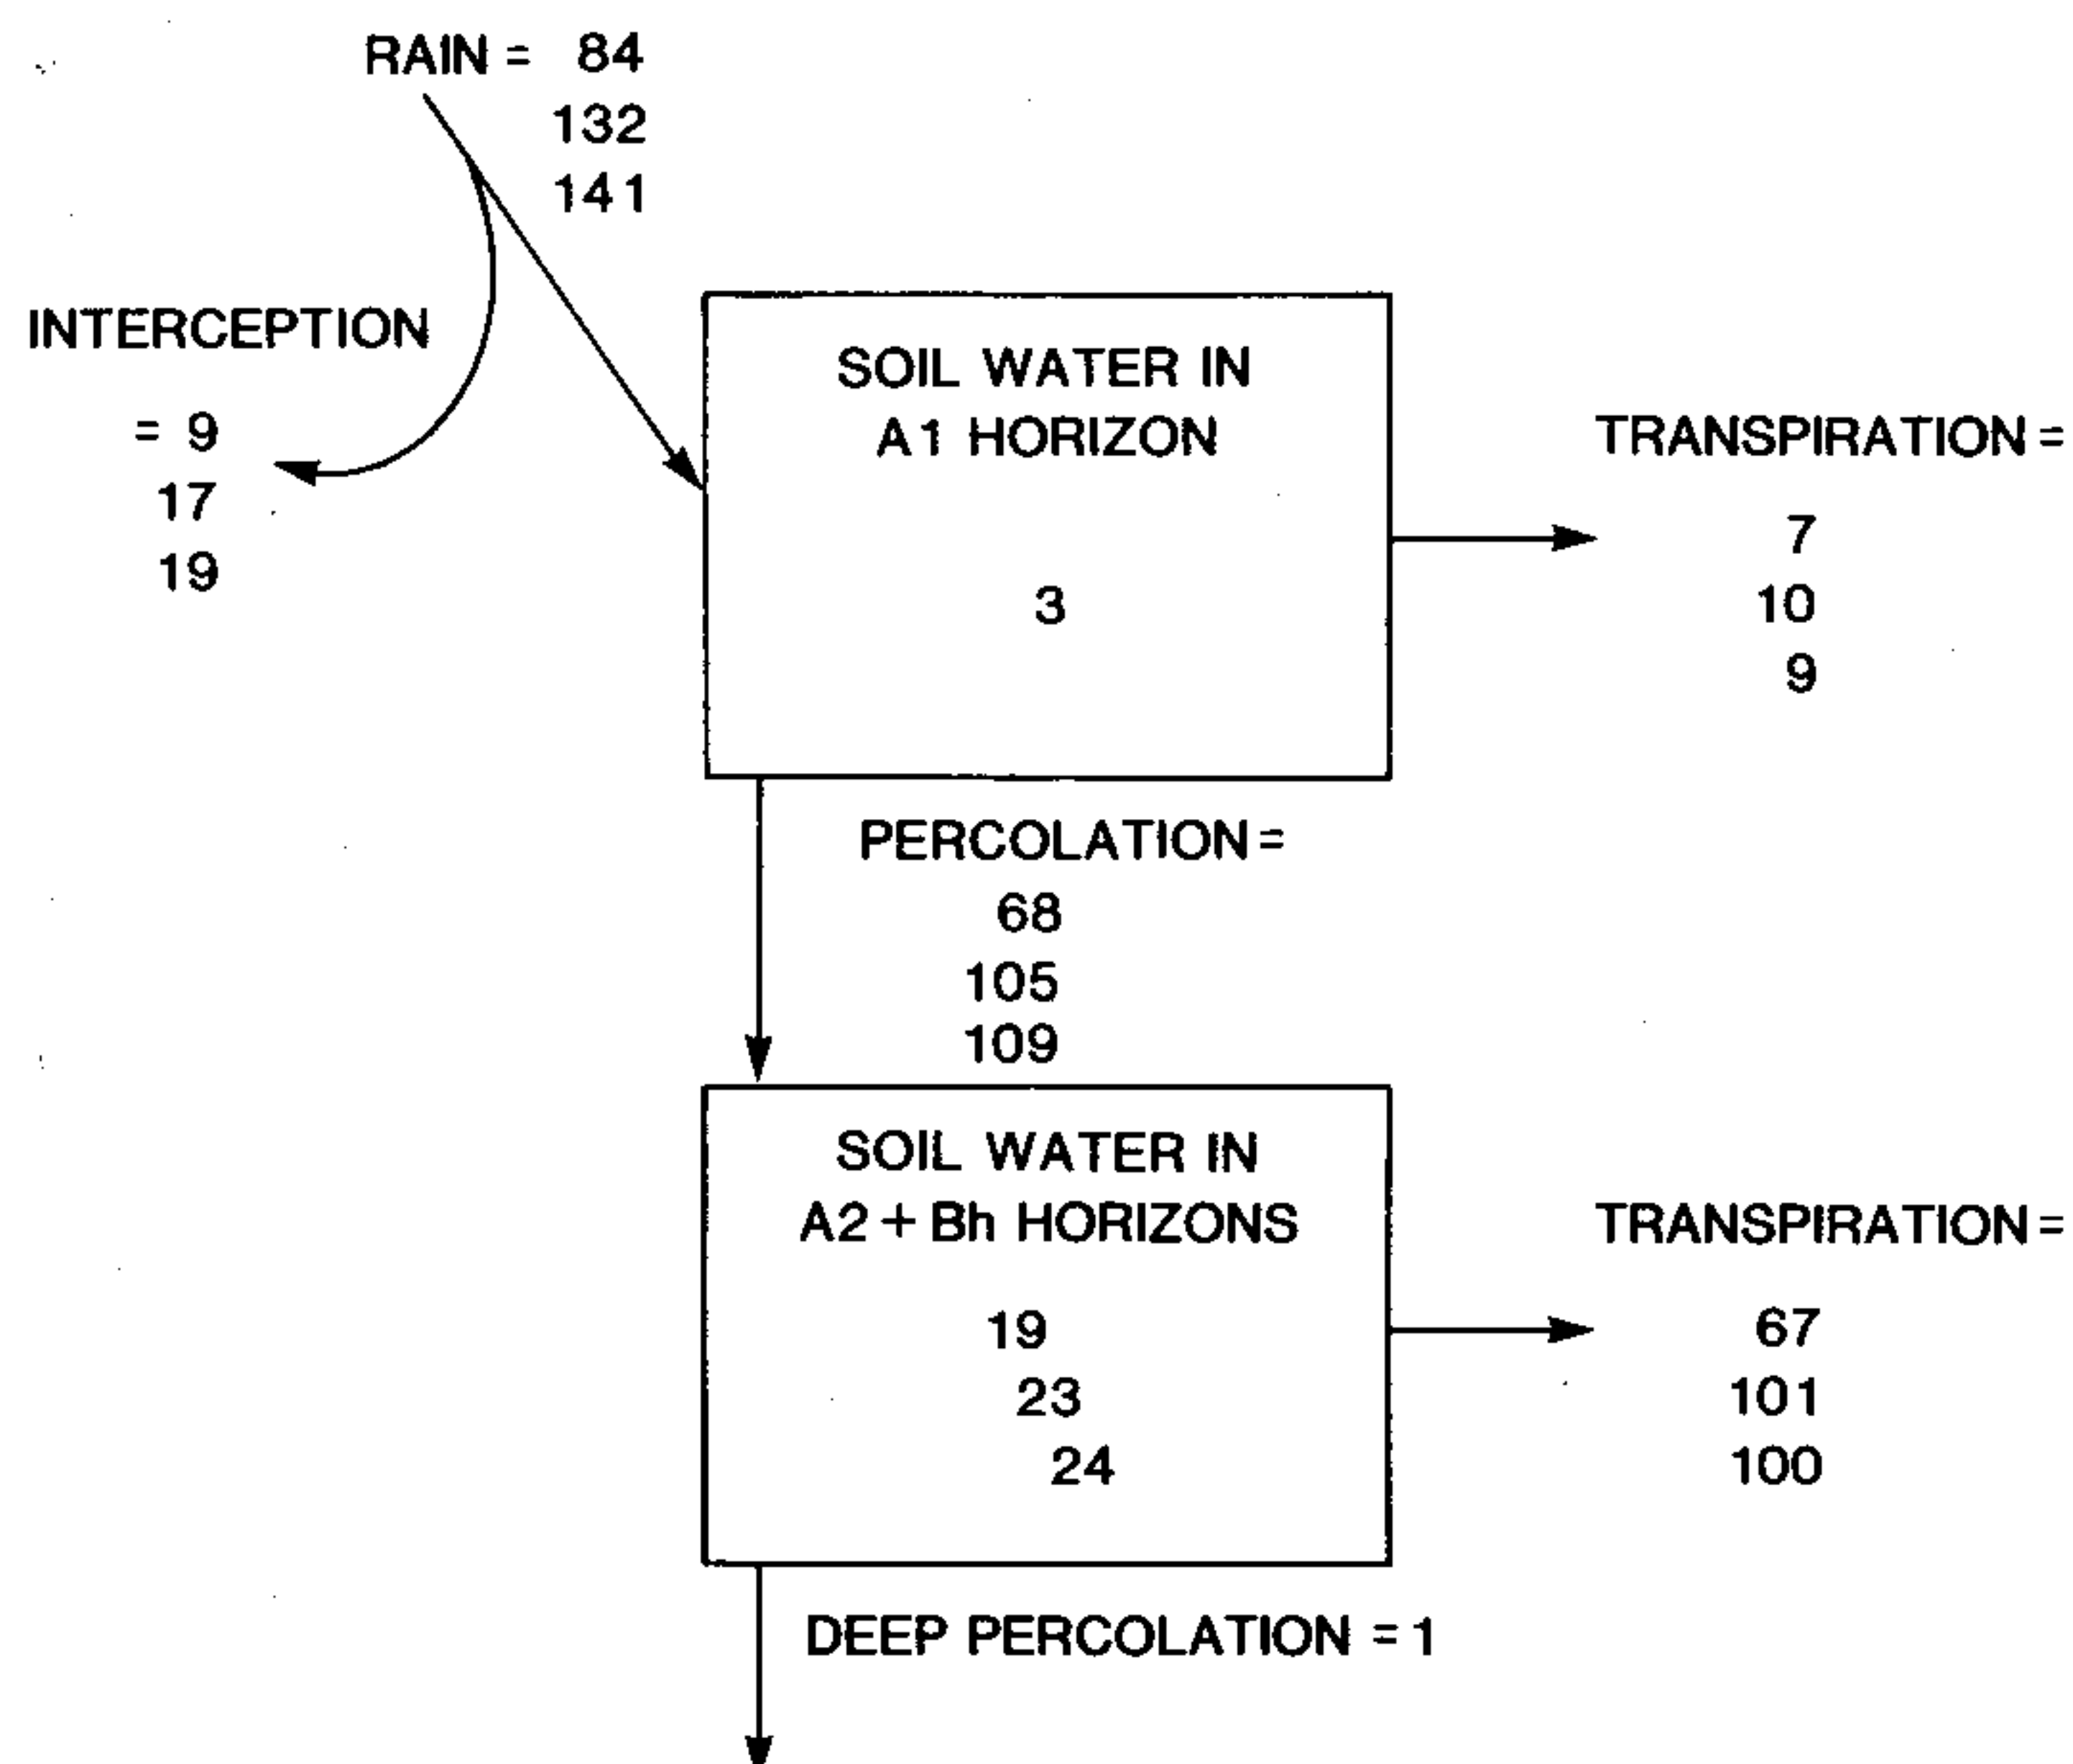 RAIN = 84
132
141
INTERCEPTION
= 9
17
19
SOIL WATER IN
A1 HORIZON
3
TRANSPIRATION =
7
10
9
PERCOLATION =
68
105
109
SOIL WATER IN
A2 + Bh HORIZONS
19
23
24
TRANSPIRATION =
67
101
100
DEEP PERCOLATION = 1